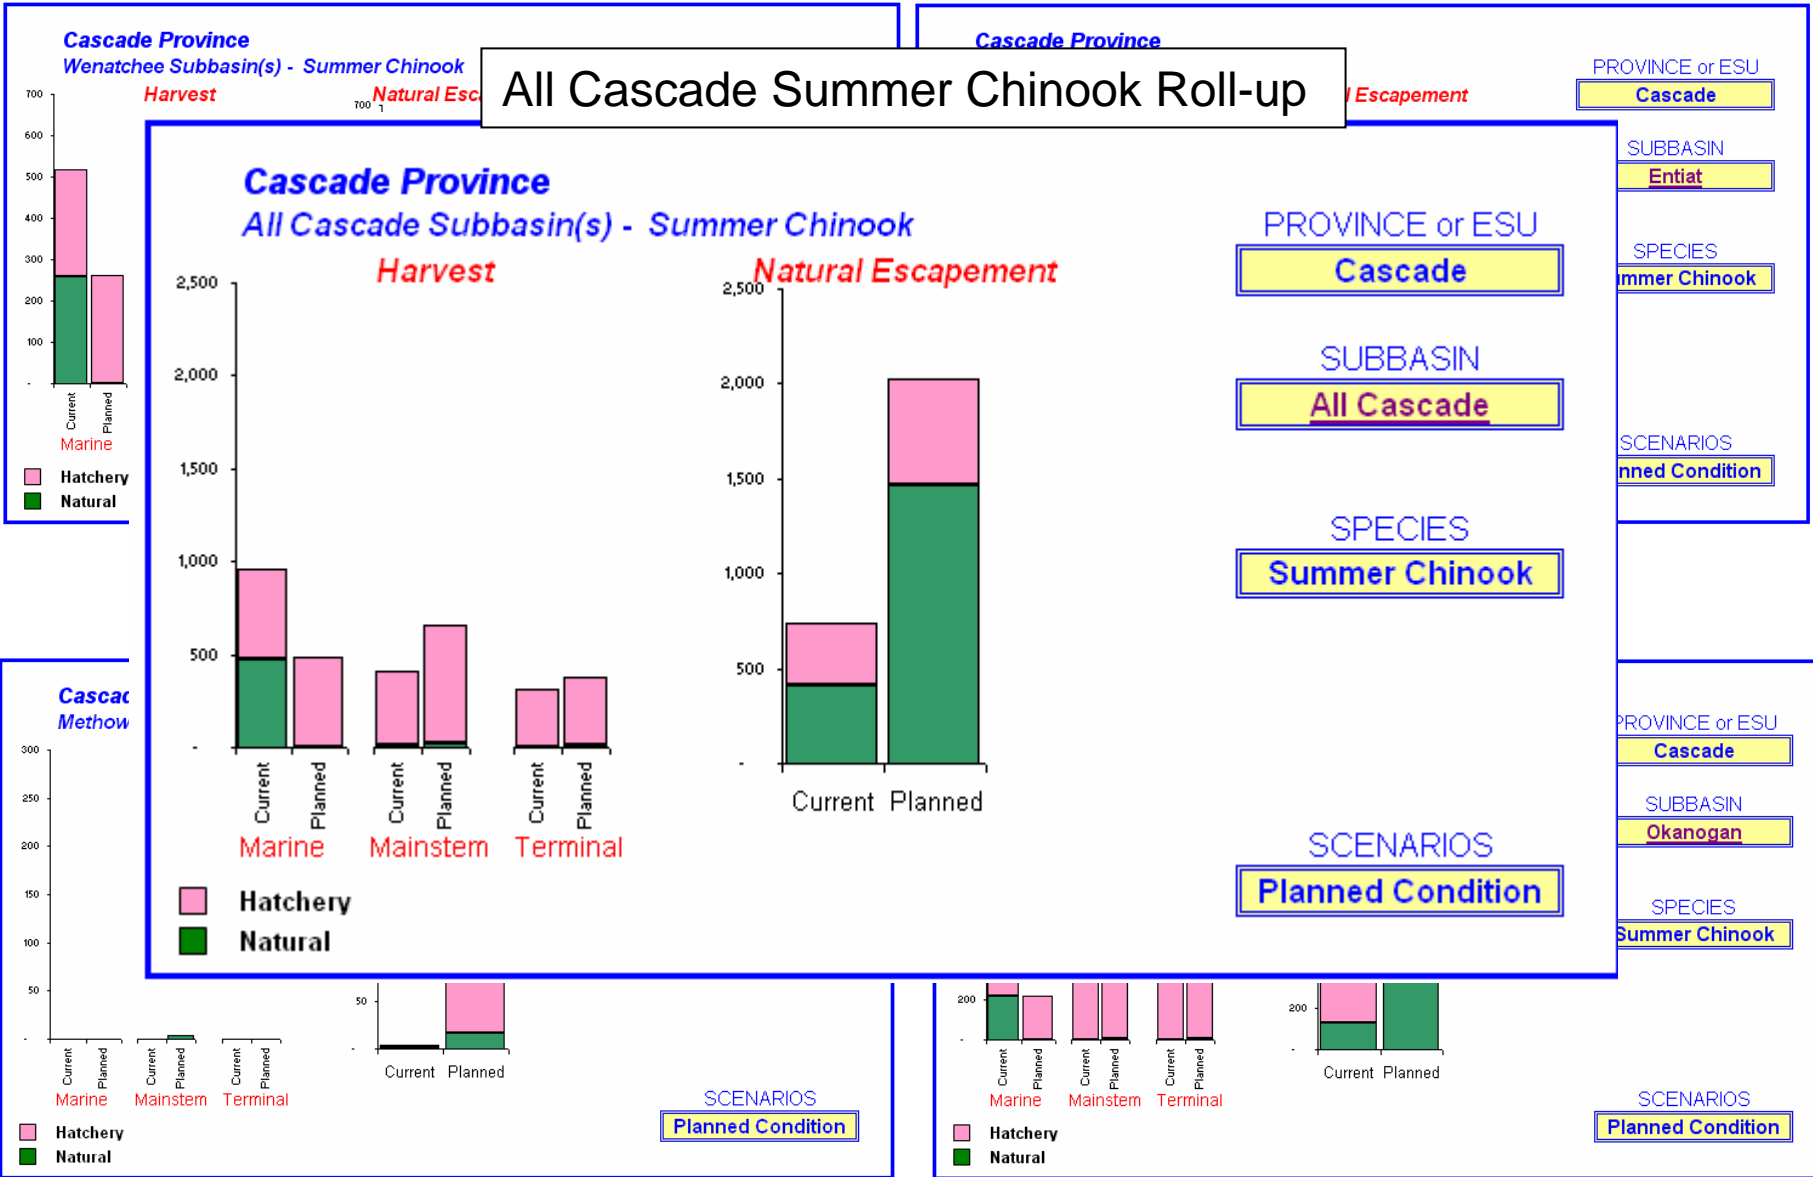 All Cascade Summer Chinook Roll-up
Cascade Province
Wenatchee Subbasin(s) - Summer Chinook
Harvest
Natural
700
600
500
400
300
200
100
-
Current
Planned
Marine
Hatchery
Natural
700
Cascade Province
Escapement
PROVINCE or ESU
Cascade
SUBBASIN
Entiat
SPECIES
Chinook
SCENARIOS
Condition
Cascade Province
All Cascade Subbasin(s) - Summer Chinook
Harvest
2,500
2,000
1,500
1,000
500
-
Current
Planned
Current
Planned
Current
Planned
Marine
Mainstem
Terminal
Hatchery
Natural
Natural Escapement
2,500
2,000
1,500
1,000
500
-
Current Planned
PROVINCE or ESU
Cascade
SUBBASIN
All Cascade
SPECIES
Summer Chinook
SCENARIOS
Planned Condition
Methow
300
250
200
150
100
50
-
Current
Planned
Current
Planned
Current
Planned
Marine
Mainstem
Terminal
Hatchery
Natural
50
-
Current Planned
SCENARIOS
Planned Condition
200
-
Current
Planned
Current
Planned
Current
Planned
Marine
Mainstem
Terminal
Hatchery
Natural
200
-
Current Planned
PROVINCE or ESU
Cascade
SUBBASIN
Okanogan
SPECIES
Summer Chinook
SCENARIOS
Planned Condition